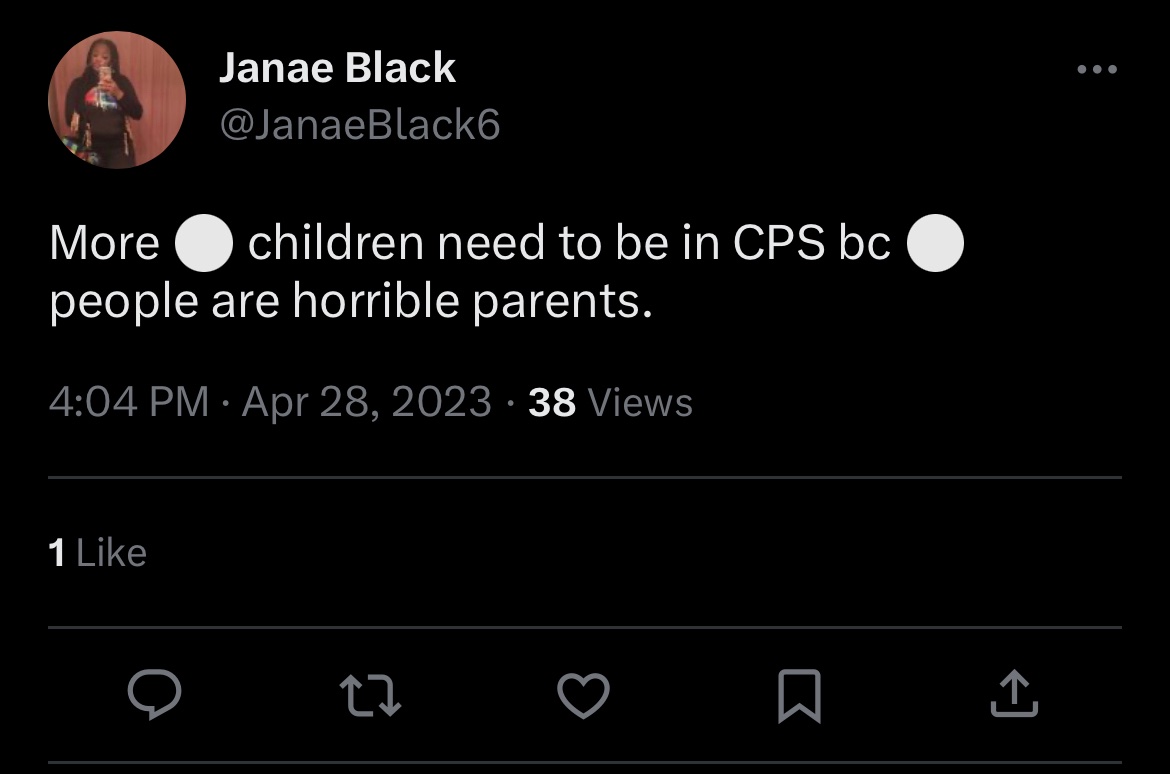 Janae Black
@JanaeBlack6
More ⚪ children need to be in CPS bc ⚪
people are horrible parents.
4:04 PM · Apr 28, 2023 · 38 Views
1 Like